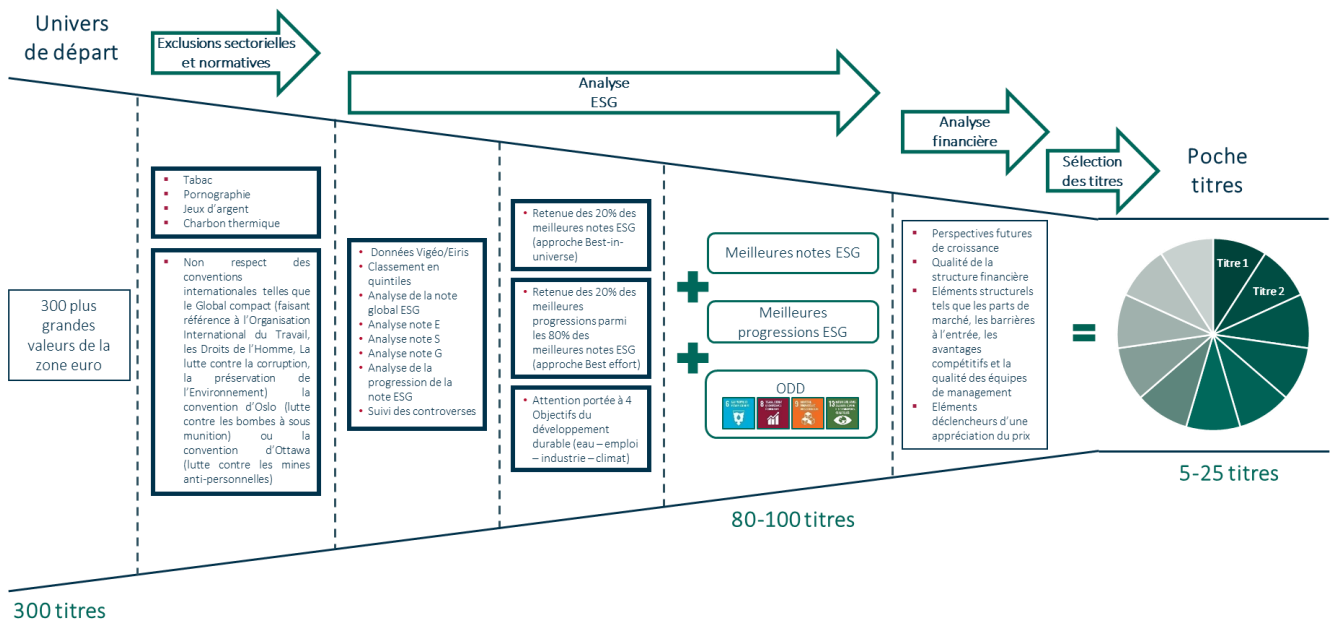 Univers
de départ
Exclusions sectorielles
et normatives
Analyse
ESG
Analyse
financière
Sélection
des titres
Poche
titres
300 plus
grandes
valeurs de la
zone euro
Tabac
Pornographie
Jeux d'argent
Charbon thermique
Non respect des
conventions
internationales telles que
le Global compact (faisant
référence à l'Organisation
International du Travail,
les Droits de l'Homme, La
lutte contre la corruption,
la préservation de
l'Environnement) la
convention d'Oslo (lutte
contre les bombes à sous
munition) ou la
convention d'Ottawa
(lutte contre les mines
anti-personnelles)
Données Vigéo/Eiris
Classement en
quintiles
Analyse de la note
global ESG
Analyse note E
Analyse note S
Analyse note G
Analyse de la
progression de la
note ESG
Suivi des controverses
Retenue des 20% des
meilleures notes ESG
(approche Best-in-
universe)
Retenue des 20% des
meilleures
progressions parmi
les 80% des
meilleures notes ESG
(approche Best effort)
Attention portée à 4
Objectifs du
développement
durable (eau – emploi
– industrie – climat)
Meilleures notes ESG
Meilleures
progressions ESG
ODD
6
8
9
13
Perspectives futures
de croissance
Qualité de la
structure financière
Eléments structurels
tels que les parts de
marché, les barrières
à l'entrée, les
avantages
compétitifs et la
qualité des équipes
de management
Eléments
déclencheurs d'une
appréciation du prix
Titre 1
Titre 2
5-25 titres
80-100 titres
300 titres